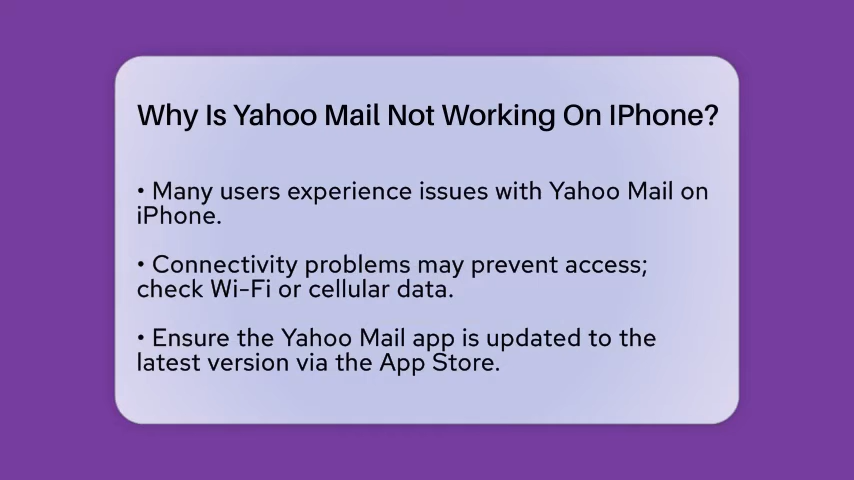 Why Is Yahoo Mail Not Working On IPhone?
• Many users experience issues with Yahoo Mail on
iPhone.
• Connectivity problems may prevent access;
check Wi-Fi or cellular data.
• Ensure the Yahoo Mail app is updated to the
latest version via the App Store.